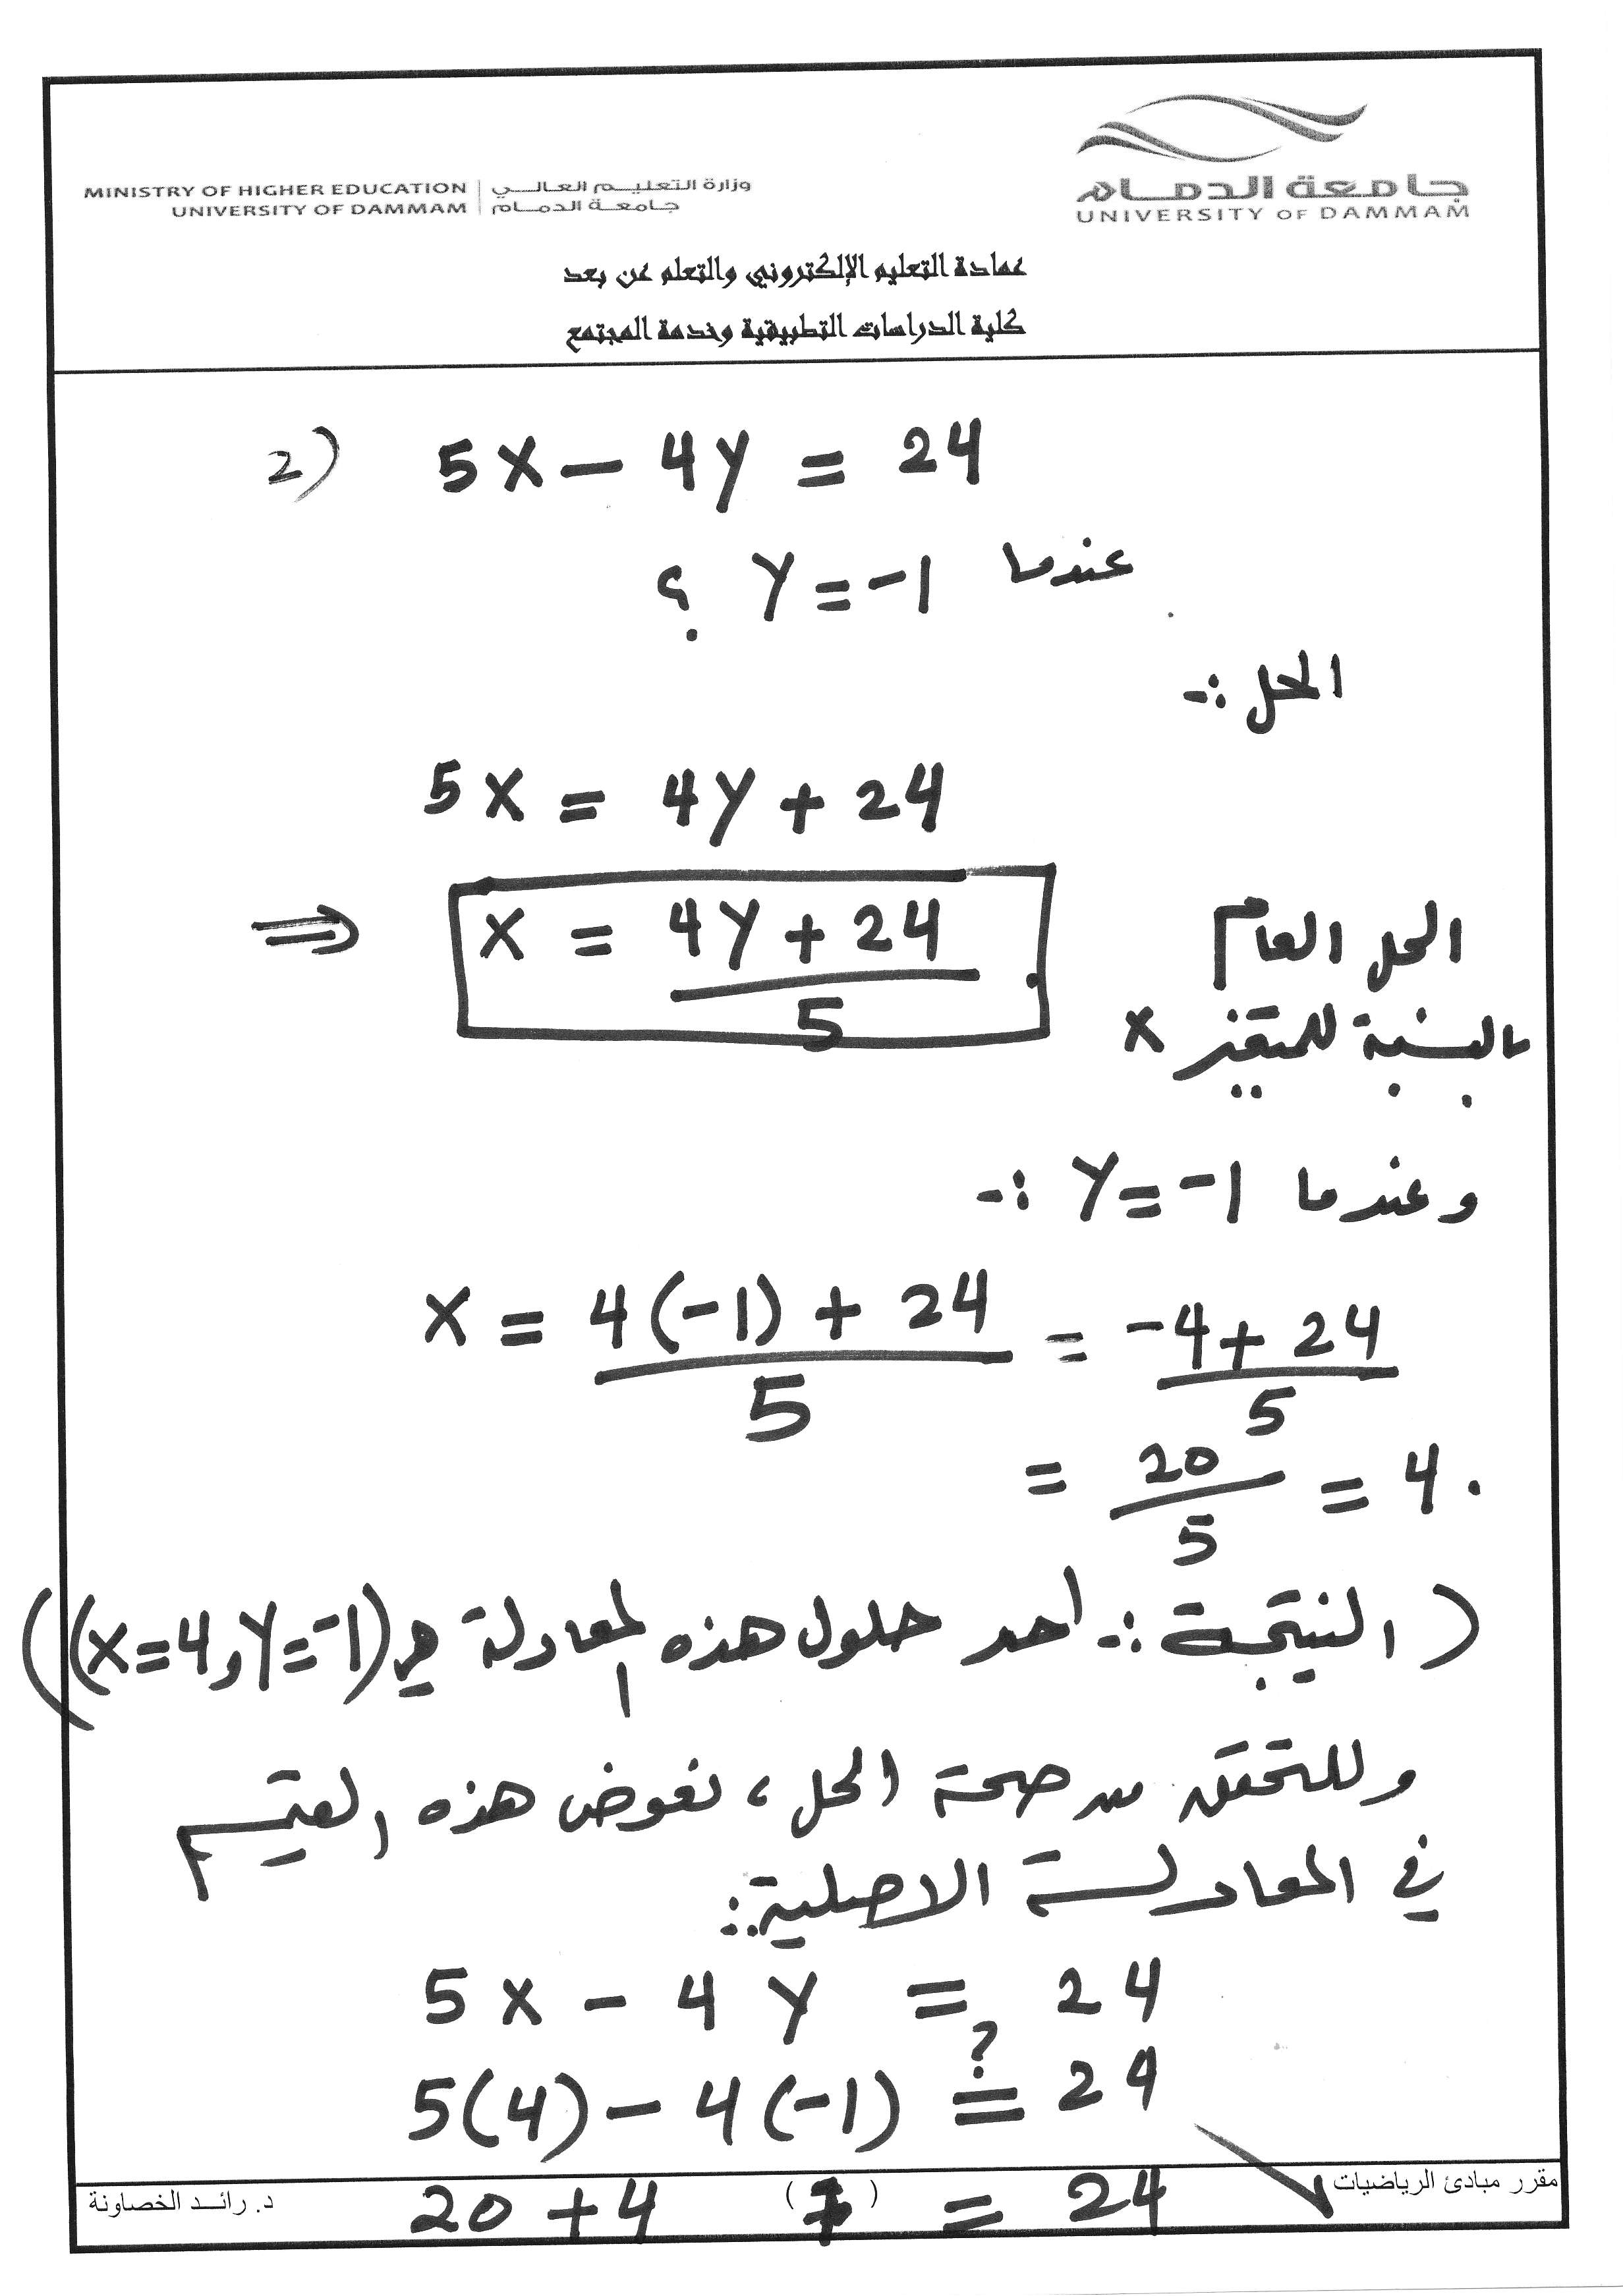 جامعة الدمام
UNIVERSITY OF DAMMAM
MINISTRY OF HIGHER EDUCATION | وزارة التعليم العالي
UNIVERSITY OF DAMMAM | جامعة الدمام
عمادة التعليم الإلكتروني والتعلم عن بعد
كلية الدراسات التطبيقية وخدمة المجتمع
2) 5x - 4y = 24
عندما y = -1 ؟
الحل :-
5x = 4y + 24
⇒ x = (4y + 24)/5 . الحل العام
بالنسبة للمتغير x
وعندما y = -1 :-
x = (4(-1) + 24)/5 = (-4 + 24)/5
= 20/5 = 4 .
( النتيجة :- احد حلول هذه المعادلة هي (x=4, y=-1))
وللتحقق من صحة الحل، نعوض هذه القيم
في المعادلة الاصلية :
5x - 4y = 24
5(4) - 4(-1) =? 24
20 + 4 = 24 ✓
مقرر مبادئ الرياضيات ( 7 ) د. رائد الخصاونة